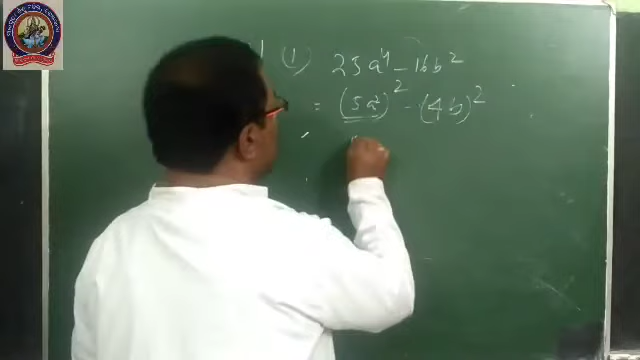 (1) 25a⁴ - 16b²
= (5a²)² - (4b)²